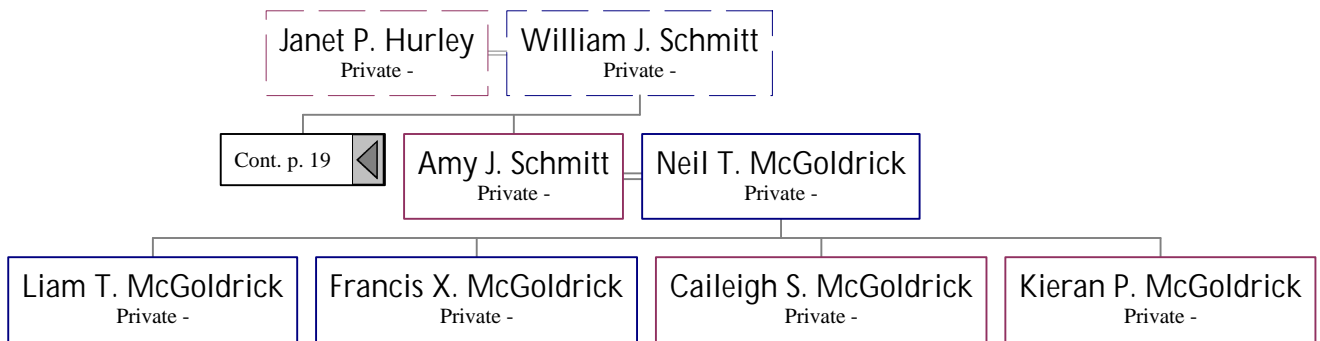 Janet P. Hurley
Private -
William J. Schmitt
Private -
Cont. p. 19
Amy J. Schmitt
Private -
Neil T. McGoldrick
Private -
Liam T. McGoldrick
Private -
Francis X. McGoldrick
Private -
Caileigh S. McGoldrick
Private -
Kieran P. McGoldrick
Private -